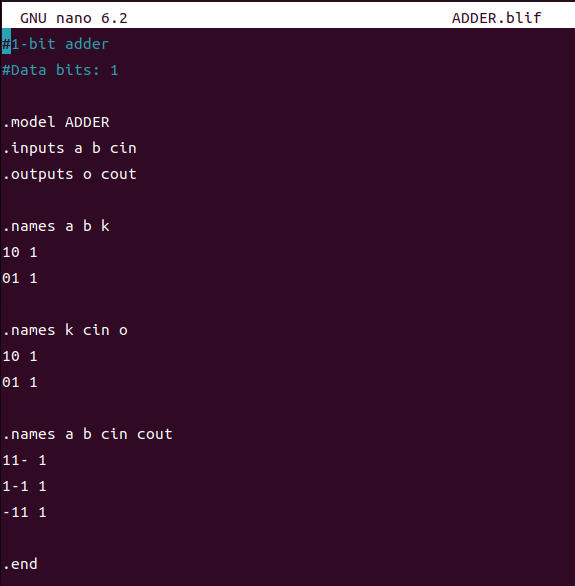 GNU nano 6.2 ADDER.blif
#1-bit adder
#Data bits: 1
.model ADDER
.inputs a b cin
.outputs o cout
.names a b k
10 1
01 1
.names k cin o
10 1
01 1
.names a b cin cout
11- 1
1-1 1
-11 1
.end